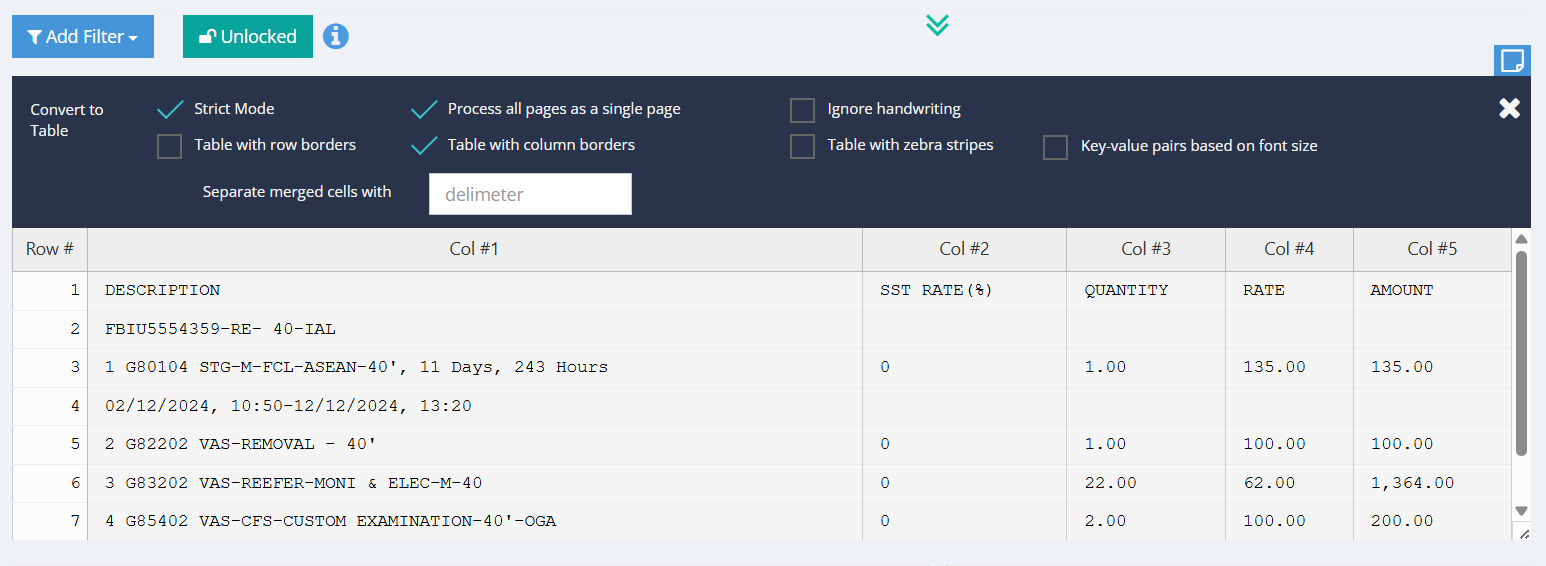 Add Filter Unlocked
Convert to Table
Strict Mode Process all pages as a single page Ignore handwriting
Table with row borders Table with column borders Table with zebra stripes Key-value pairs based on font size
Separate merged cells with delimeter
Row # Col #1 Col #2 Col #3 Col #4 Col #5
1 DESCRIPTION SST RATE(%) QUANTITY RATE AMOUNT
2 FBIU5554359-RE- 40-IAL
3 1 G80104 STG-M-FCL-ASEAN-40', 11 Days, 243 Hours 0 1.00 135.00 135.00
4 02/12/2024, 10:50-12/12/2024, 13:20
5 2 G82202 VAS-REMOVAL - 40' 0 1.00 100.00 100.00
6 3 G83202 VAS-REEFER-MONI & ELEC-M-40 0 22.00 62.00 1,364.00
7 4 G85402 VAS-CFS-CUSTOM EXAMINATION-40'-OGA 0 2.00 100.00 200.00